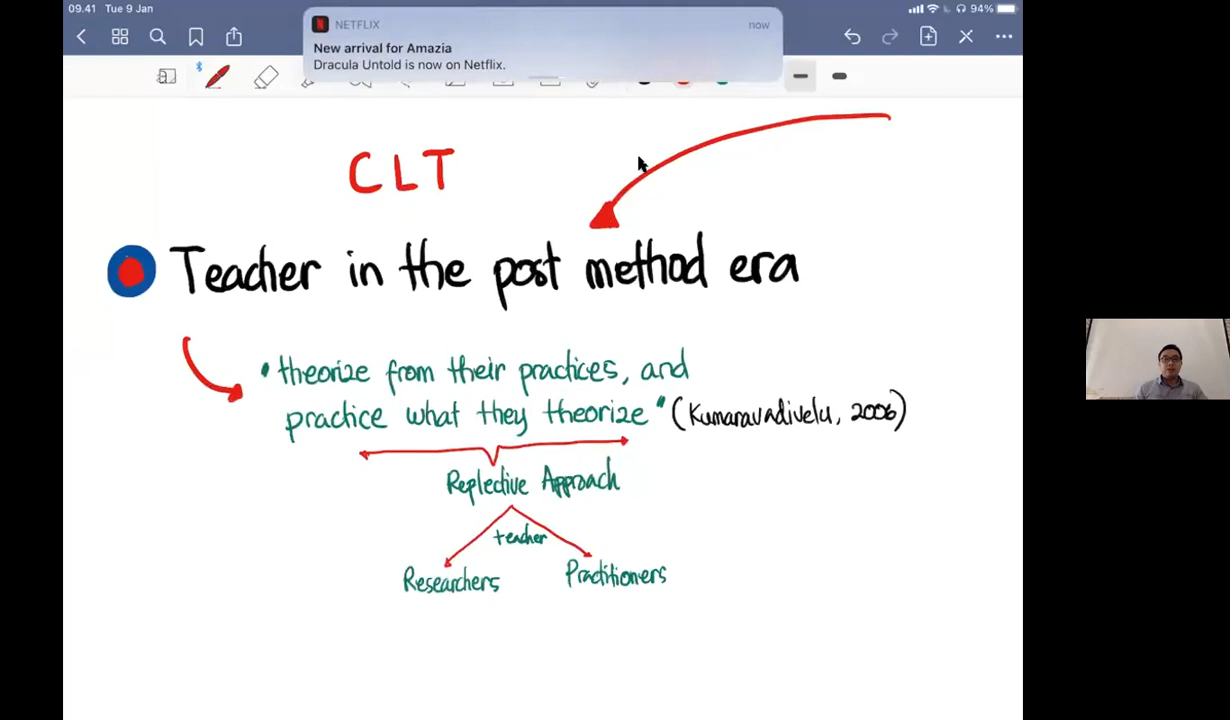 09.41 Tue 9 Jan
94%
NETFLIX
now
New arrival for Amazia
Dracula Untold is now on Netflix.
CLT
Teacher in the post method era
"theorize from their practices, and
practice what they theorize" (Kumaravadivelu, 2006)
Replective Approach
teacher
Researchers
Practitioners